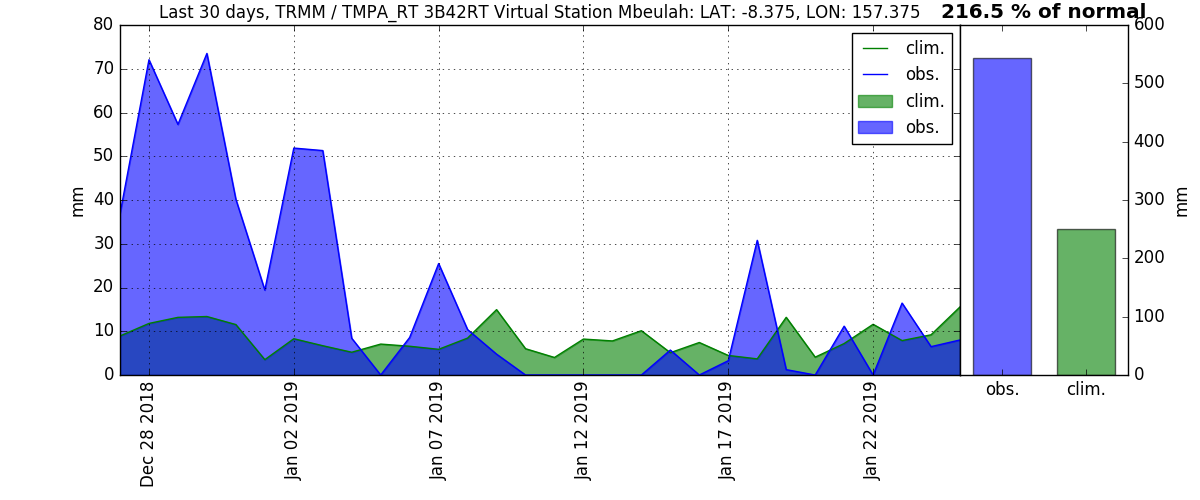 Last 30 days, TRMM / TMPA_RT 3B42RT Virtual Station Mbeulah: LAT: -8.375, LON: 157.375
216.5 % of normal
80
70
60
50
40
30
20
10
0
mm
clim.
obs.
clim.
obs.
Dec 28 2018
Jan 02 2019
Jan 07 2019
Jan 12 2019
Jan 17 2019
Jan 22 2019
600
500
400
300
200
100
0
mm
obs.
clim.